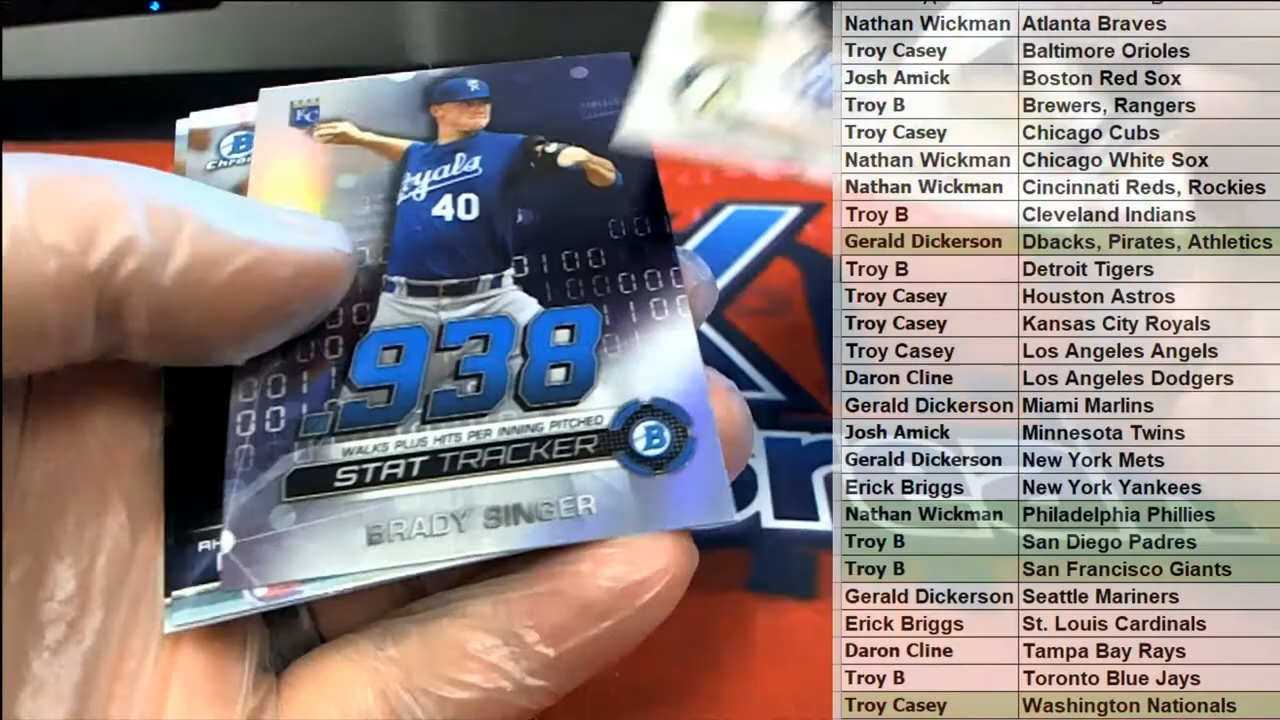 KC
B
Chro
Royals
40
.938
WALKS PLUS HITS PER INNING PITCHED
STAT TRACKER
B
BRADY SINGER
Nathan Wickman Atlanta Braves
Troy Casey Baltimore Orioles
Josh Amick Boston Red Sox
Troy B Brewers, Rangers
Troy Casey Chicago Cubs
Nathan Wickman Chicago White Sox
Nathan Wickman Cincinnati Reds, Rockies
Troy B Cleveland Indians
Gerald Dickerson Dbacks, Pirates, Athletics
Troy B Detroit Tigers
Troy Casey Houston Astros
Troy Casey Kansas City Royals
Troy Casey Los Angeles Angels
Daron Cline Los Angeles Dodgers
Gerald Dickerson Miami Marlins
Josh Amick Minnesota Twins
Gerald Dickerson New York Mets
Erick Briggs New York Yankees
Nathan Wickman Philadelphia Phillies
Troy B San Diego Padres
Troy B San Francisco Giants
Gerald Dickerson Seattle Mariners
Erick Briggs St. Louis Cardinals
Daron Cline Tampa Bay Rays
Troy B Toronto Blue Jays
Troy Casey Washington Nationals